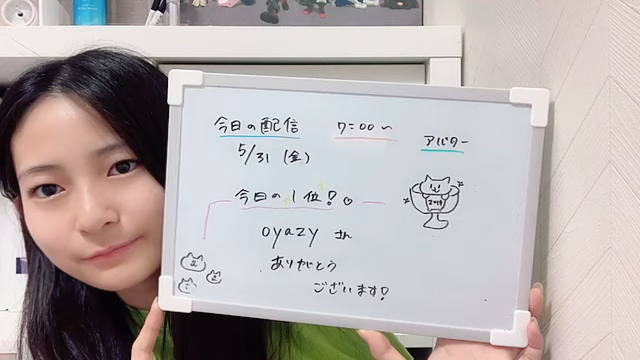 今日の配信 7:00〜 アバター
5/31 (金)
今日の1位!♡
oyazy さん
ありがとう
ございます!
2019